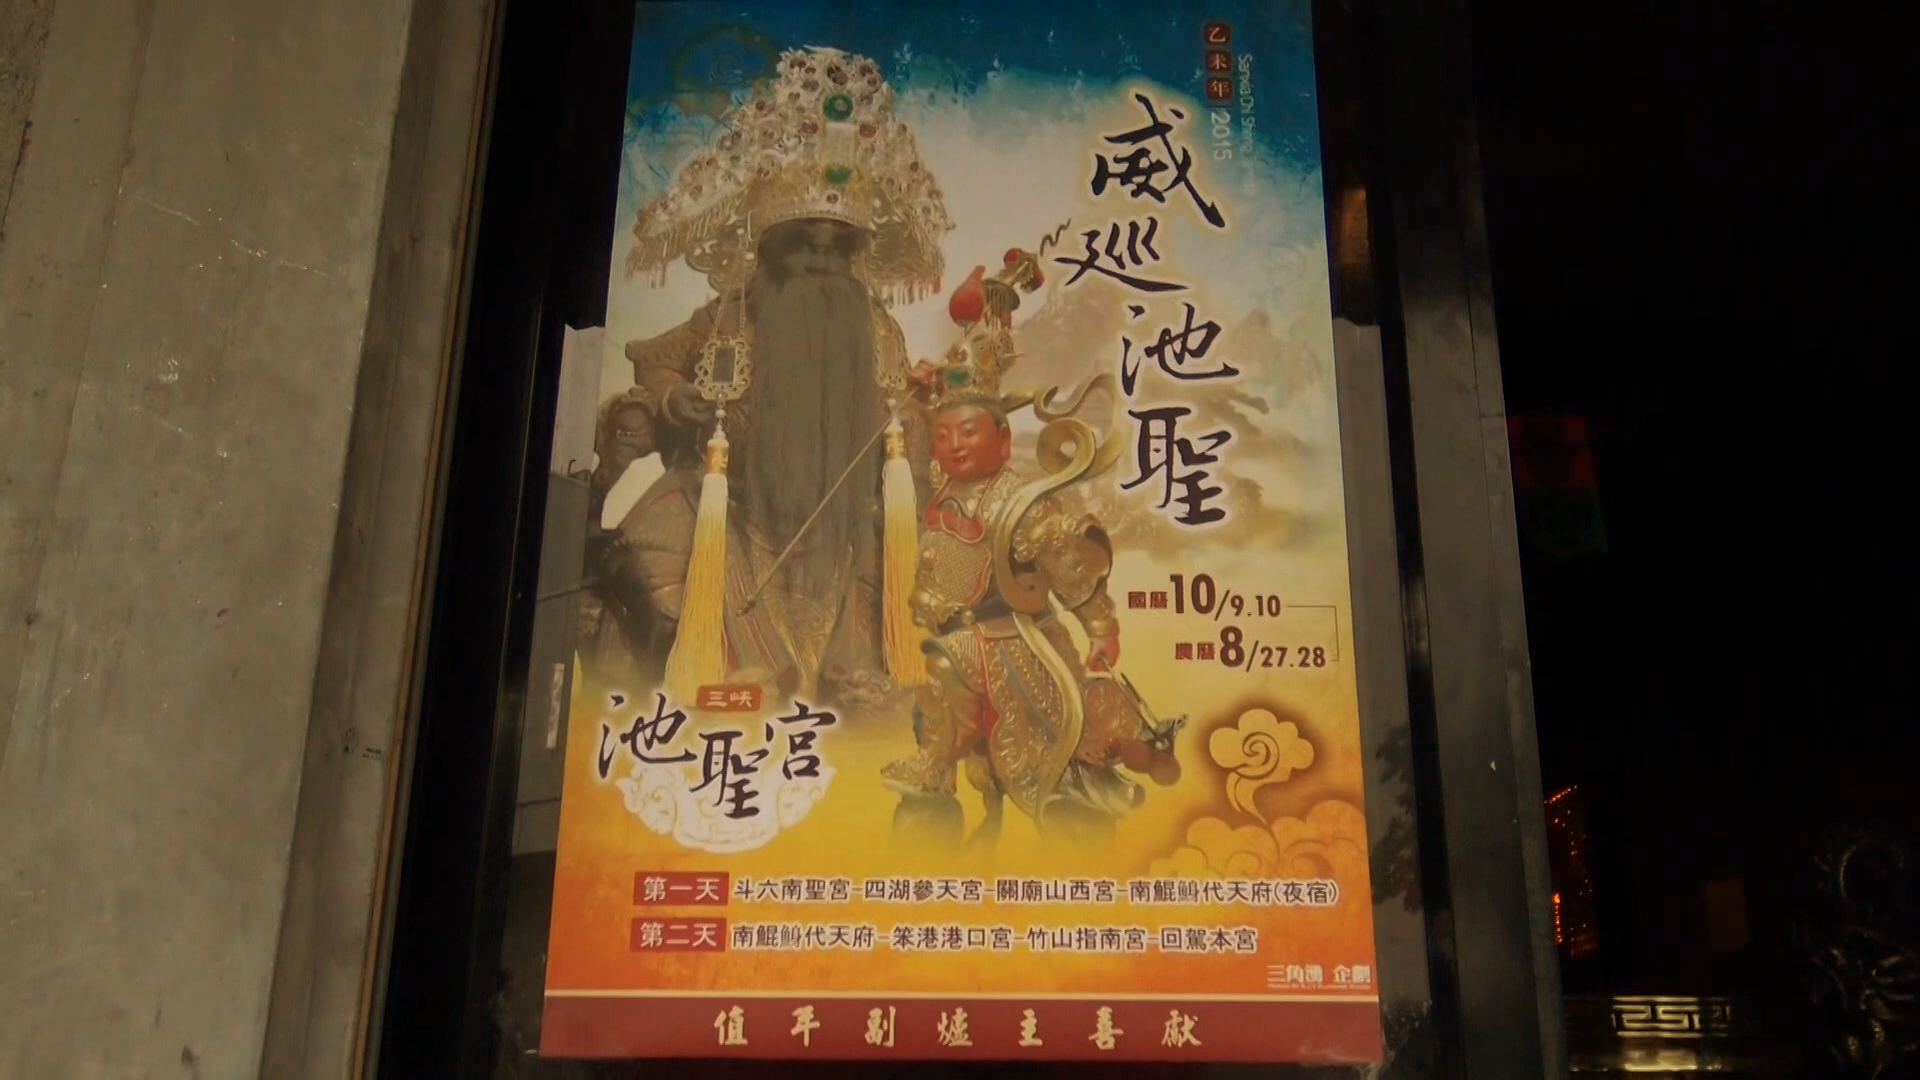 乙未年 2015
威巡池聖
國曆10/9.10
農曆8/27.28
三峽
池聖宮
第一天 斗六南聖宮-四湖參天宮-關廟山西宮-南鯤鯓代天府(夜宿)
第二天 南鯤鯓代天府-笨港港口宮-竹山指南宮-回駕本宮
三角湧 企劃
值年副爐主喜獻